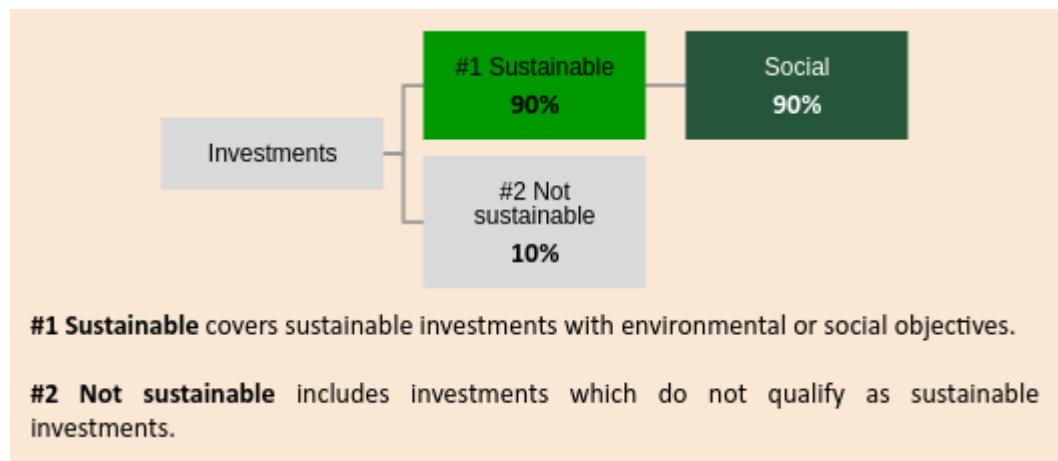 #1 Sustainable
90%
Social
90%
Investments
#2 Not
sustainable
10%
#1 Sustainable covers sustainable investments with environmental or social objectives.
#2 Not sustainable includes investments which do not qualify as sustainable
investments.